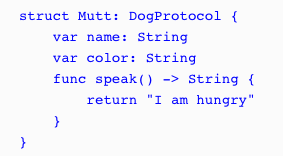 struct Mutt: DogProtocol {
    var name: String
    var color: String
    func speak() -> String {
        return "I am hungry"
    }
}